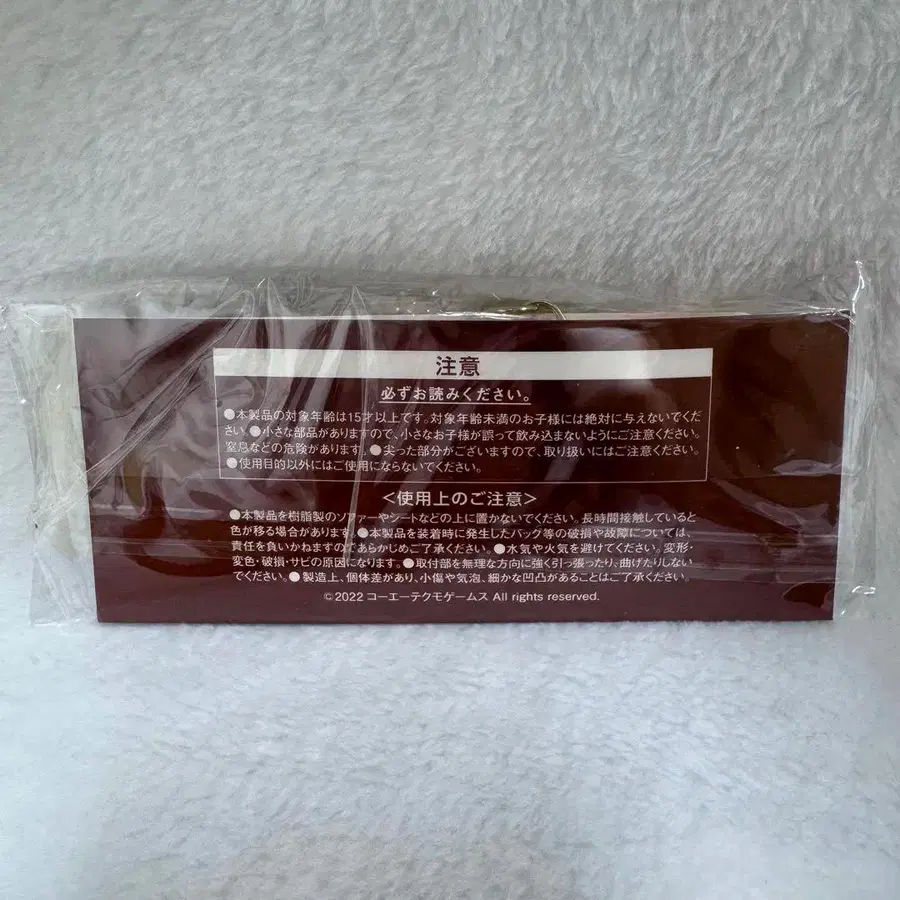 注意
必ずお読みください。
●本製品の対象年齢は15才以上です。対象年齢未満のお子様には絶対に与えないでくだ
さい。●小さな部品がありますので、小さなお子様が誤って飲み込まないようにご注意ください。
窒息などの危険があります。●尖った部分がございますので、取り扱いにはご注意ください。
●使用目的以外にはご使用にならないでください。
＜使用上のご注意＞
●本製品を樹脂製のソファーやシートなどの上に置かないでください。長時間接触していると
色が移る場合があります。●本製品を装着時に発生したバッグ等の破損や故障については、
責任を負いかねますのであらかじめご了承ください。●水気や火気を避けてください。変形・
変色・破損・サビの原因になります。●取付部を無理な方向に強く引っ張ったり、曲げたりしない
でください。●製造上、個体差があり、小傷や気泡、細かな凹凸があることはご了承ください。
©2022 コーエーテクモゲームス All rights reserved.